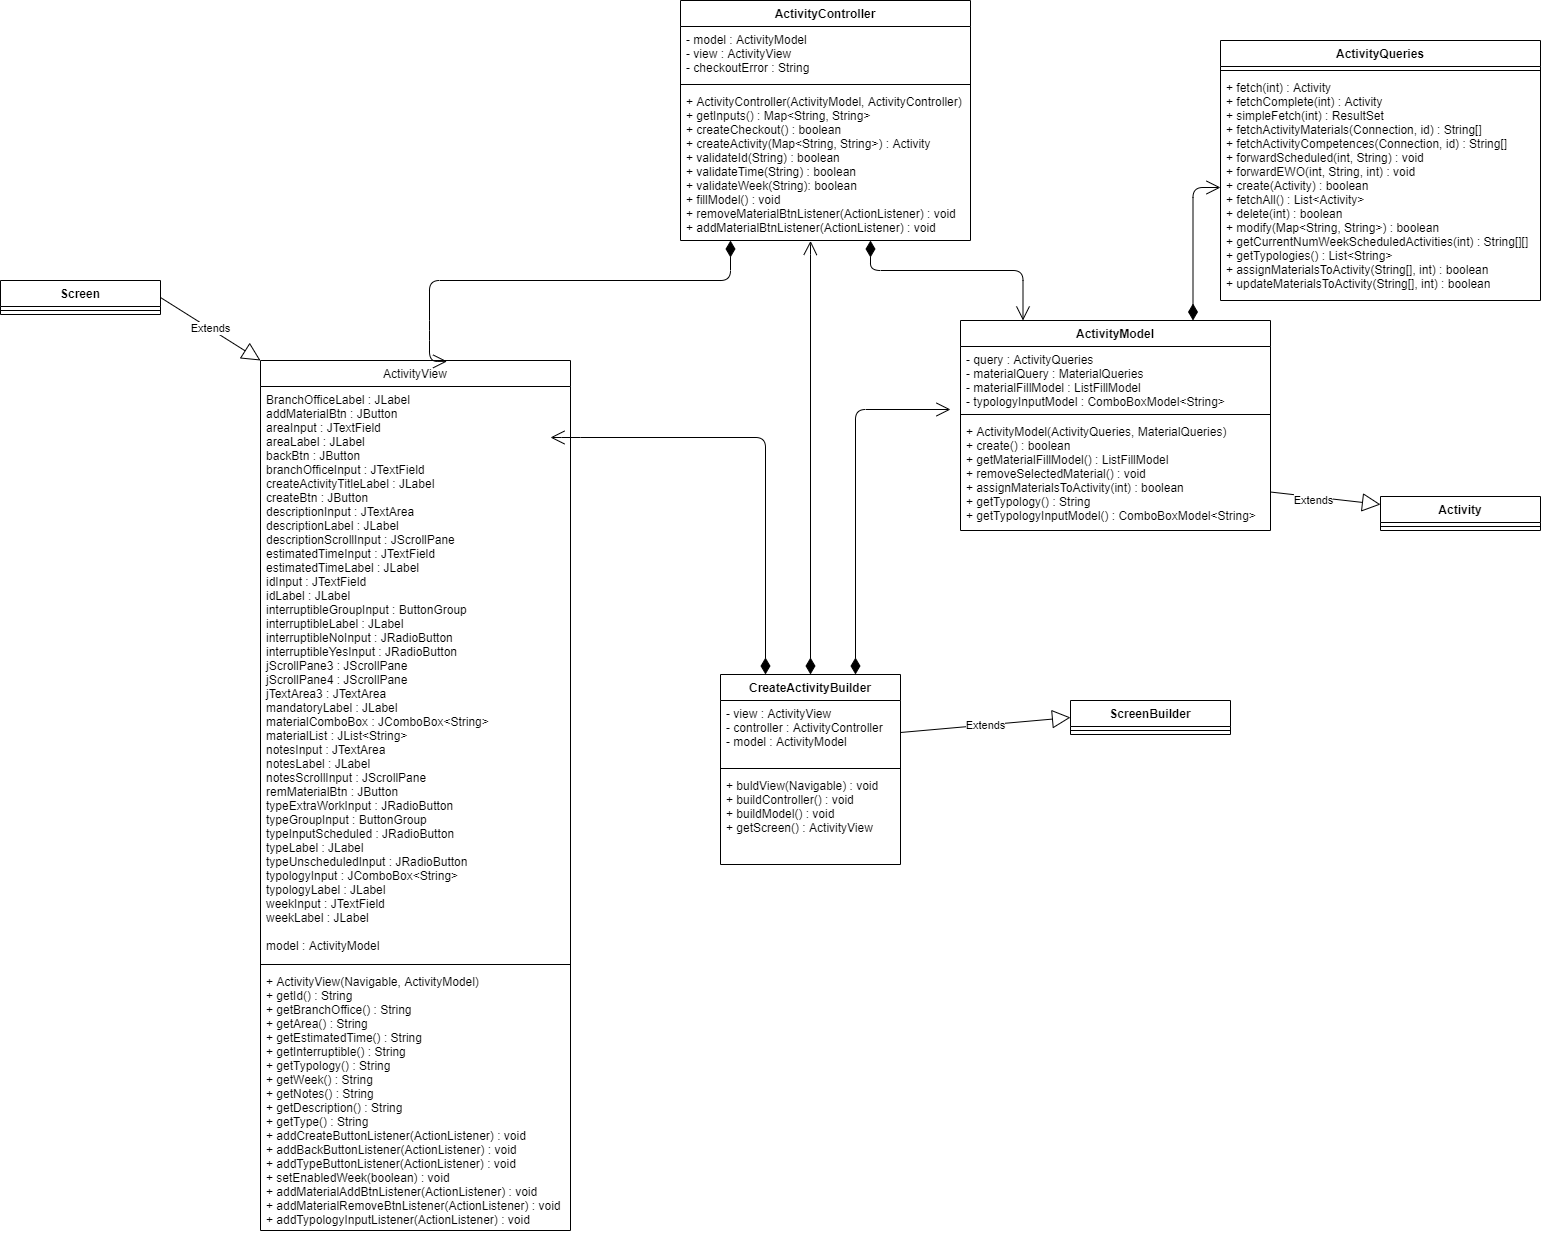 ActivityController
- model : ActivityModel
- view : ActivityView
- checkoutError : String
+ ActivityController(ActivityModel, ActivityController)
+ getInputs() : Map<String, String>
+ createCheckout() : boolean
+ createActivity(Map<String, String>) : Activity
+ validateId(String) : boolean
+ validateTime(String) : boolean
+ validateWeek(String): boolean
+ fillModel() : void
+ removeMaterialBtnListener(ActionListener) : void
+ addMaterialBtnListener(ActionListener) : void
ActivityQueries
+ fetch(int) : Activity
+ fetchComplete(int) : Activity
+ simpleFetch(int) : ResultSet
+ fetchActivityMaterials(Connection, id) : String[]
+ fetchActivityCompetences(Connection, id) : String[]
+ forwardScheduled(int, String) : void
+ forwardEWO(int, String, int) : void
+ create(Activity) : boolean
+ fetchAll() : List<Activity>
+ delete(int) : boolean
+ modify(Map<String, String>) : boolean
+ getCurrentNumWeekScheduledActivities(int) : String[][]
+ getTypologies() : List<String>
+ assignMaterialsToActivity(String[], int) : boolean
+ updateMaterialsToActivity(String[], int) : boolean
Screen
Extends
ActivityView
BranchOfficeLabel : JLabel
addMaterialBtn : JButton
areaInput : JTextField
areaLabel : JLabel
backBtn : JButton
branchOfficeInput : JTextField
createActivityTitleLabel : JLabel
createBtn : JButton
descriptionInput : JTextArea
descriptionLabel : JLabel
descriptionScrollInput : JScrollPane
estimatedTimeInput : JTextField
estimatedTimeLabel : JLabel
idInput : JTextField
idLabel : JLabel
interruptibleGroupInput : ButtonGroup
interruptibleLabel : JLabel
interruptibleNoInput : JRadioButton
interruptibleYesInput : JRadioButton
jScrollPane3 : JScrollPane
jScrollPane4 : JScrollPane
jTextArea3 : JTextArea
mandatoryLabel : JLabel
materialComboBox : JComboBox<String>
materialList : JList<String>
notesInput : JTextArea
notesLabel : JLabel
notesScrollInput : JScrollPane
remMaterialBtn : JButton
typeExtraWorkInput : JRadioButton
typeGroupInput : ButtonGroup
typeInputScheduled : JRadioButton
typeLabel : JLabel
typeUnscheduledInput : JRadioButton
typologyInput : JComboBox<String>
typologyLabel : JLabel
weekInput : JTextField
weekLabel : JLabel
model : ActivityModel
+ ActivityView(Navigable, ActivityModel)
+ getId() : String
+ getBranchOffice() : String
+ getArea() : String
+ getEstimatedTime() : String
+ getInterruptible() : String
+ getTypology() : String
+ getWeek() : String
+ getNotes() : String
+ getDescription() : String
+ getType() : String
+ addCreateButtonListener(ActionListener) : void
+ addBackButtonListener(ActionListener) : void
+ addTypeButtonListener(ActionListener) : void
+ setEnabledWeek(boolean) : void
+ addMaterialAddBtnListener(ActionListener) : void
+ addMaterialRemoveBtnListener(ActionListener) : void
+ addTypologyInputListener(ActionListener) : void
ActivityModel
- query : ActivityQueries
- materialQuery : MaterialQueries
- materialFillModel : ListFillModel
- typologyInputModel : ComboBoxModel<String>
+ ActivityModel(ActivityQueries, MaterialQueries)
+ create() : boolean
+ getMaterialFillModel() : ListFillModel
+ removeSelectedMaterial() : void
+ assignMaterialsToActivity(int) : boolean
+ getTypology() : String
+ getTypologyInputModel() : ComboBoxModel<String>
Extends
Activity
CreateActivityBuilder
- view : ActivityView
- controller : ActivityController
- model : ActivityModel
+ buldView(Navigable) : void
+ buildController() : void
+ buildModel() : void
+ getScreen() : ActivityView
Extends
ScreenBuilder